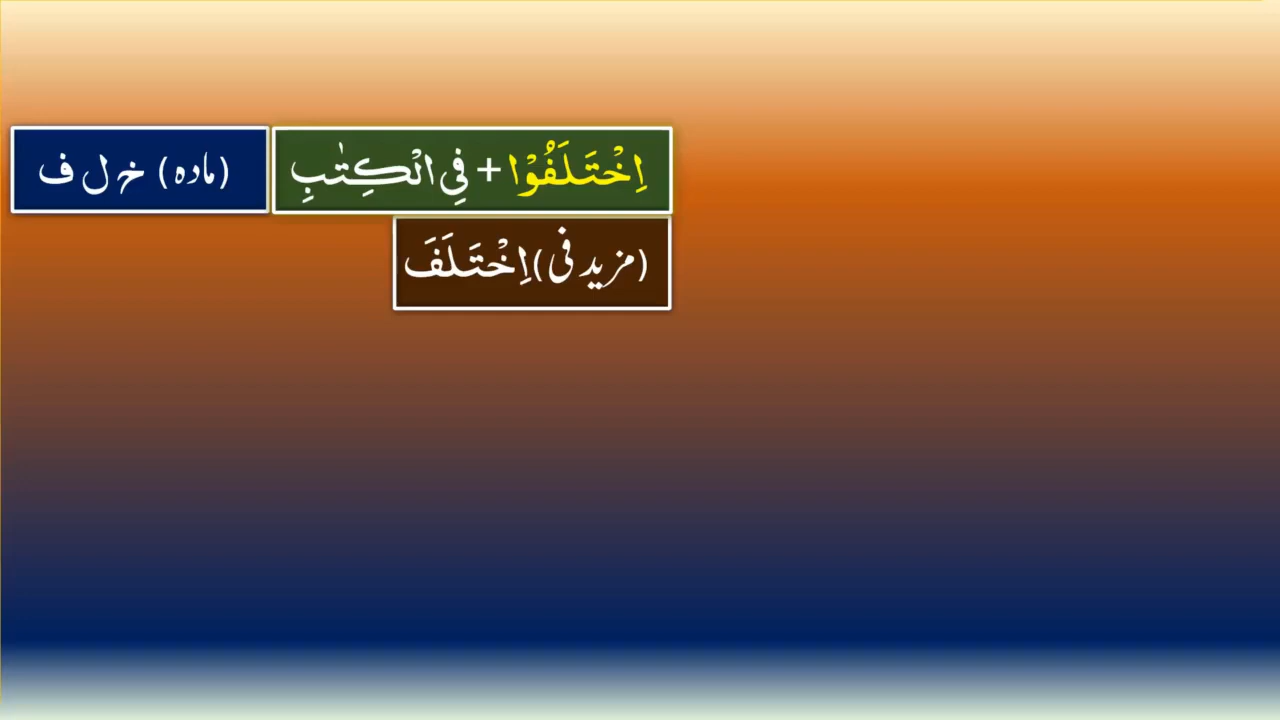 اِخْتَلَفُوْا + فِی الْکِتٰبِ (مادہ) خ ل ف
(مزید فی) اِخْتَلَفَ